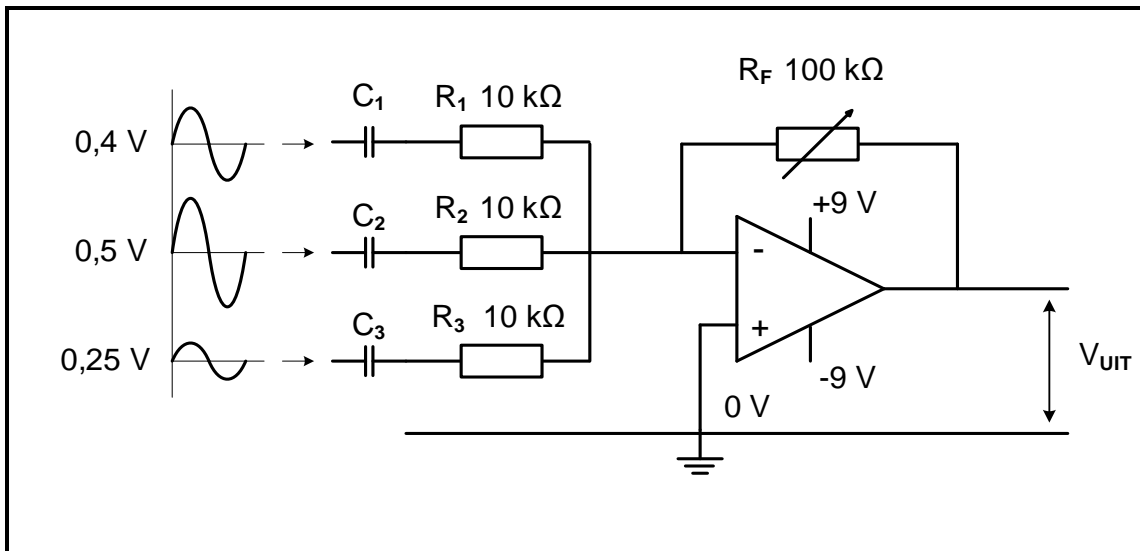 R_F 100 kΩ
C₁ R₁ 10 kΩ
0,4 V
+9 V
C₂ R₂ 10 kΩ
0,5 V
-
C₃ R₃ 10 kΩ
+
0,25 V
-9 V
V_UIT
0 V